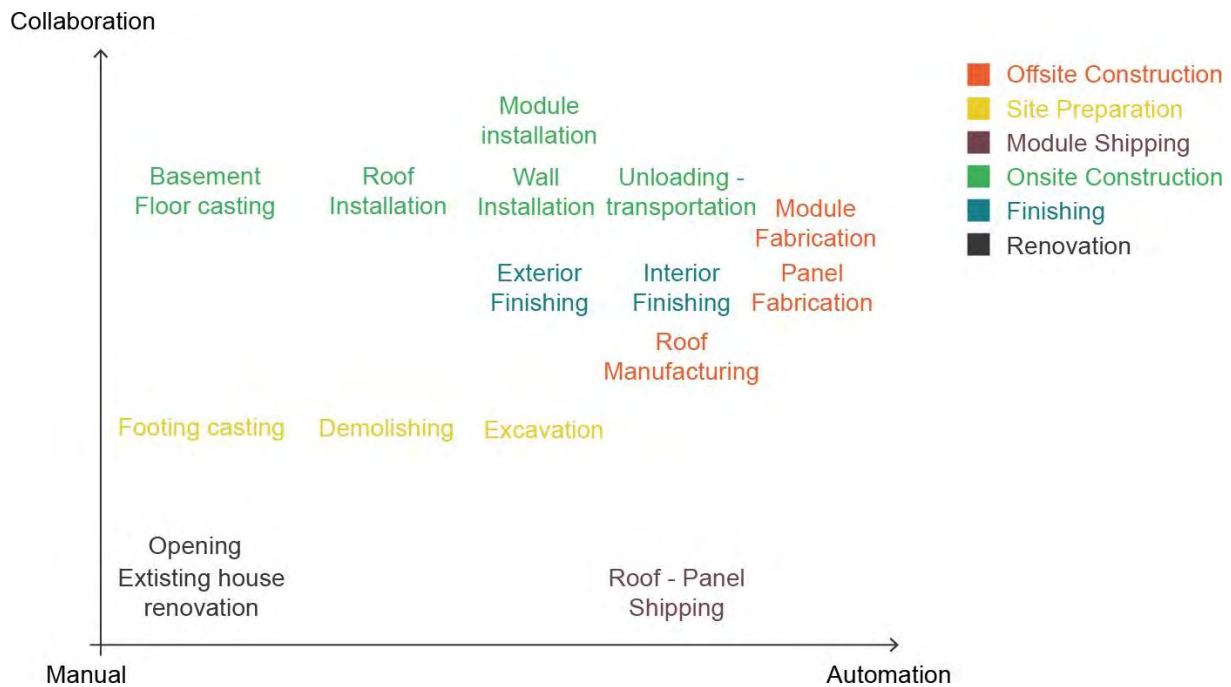 Collaboration
Offsite Construction
Site Preparation
Module Shipping
Onsite Construction
Finishing
Renovation
Module
installation
Basement
Floor casting
Roof
Installation
Wall
Installation
Unloading -
transportation
Module
Fabrication
Exterior
Finishing
Interior
Finishing
Panel
Fabrication
Roof
Manufacturing
Footing casting
Demolishing
Excavation
Opening
Extisting house
renovation
Roof - Panel
Shipping
Manual
Automation